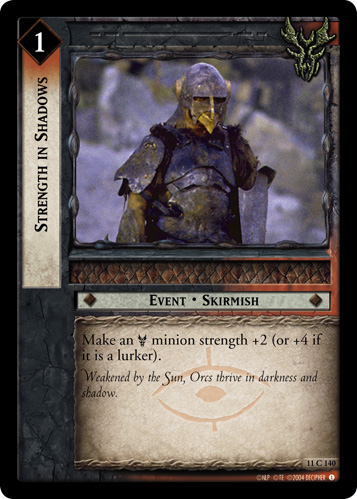 1
STRENGTH IN SHADOWS
EVENT • SKIRMISH
Make an minion strength +2 (or +4 if
it is a lurker).
Weakened by the Sun, Orcs thrive in darkness and
shadow.
11 C 140
©NLP ©TE ©2004 DECIPHER